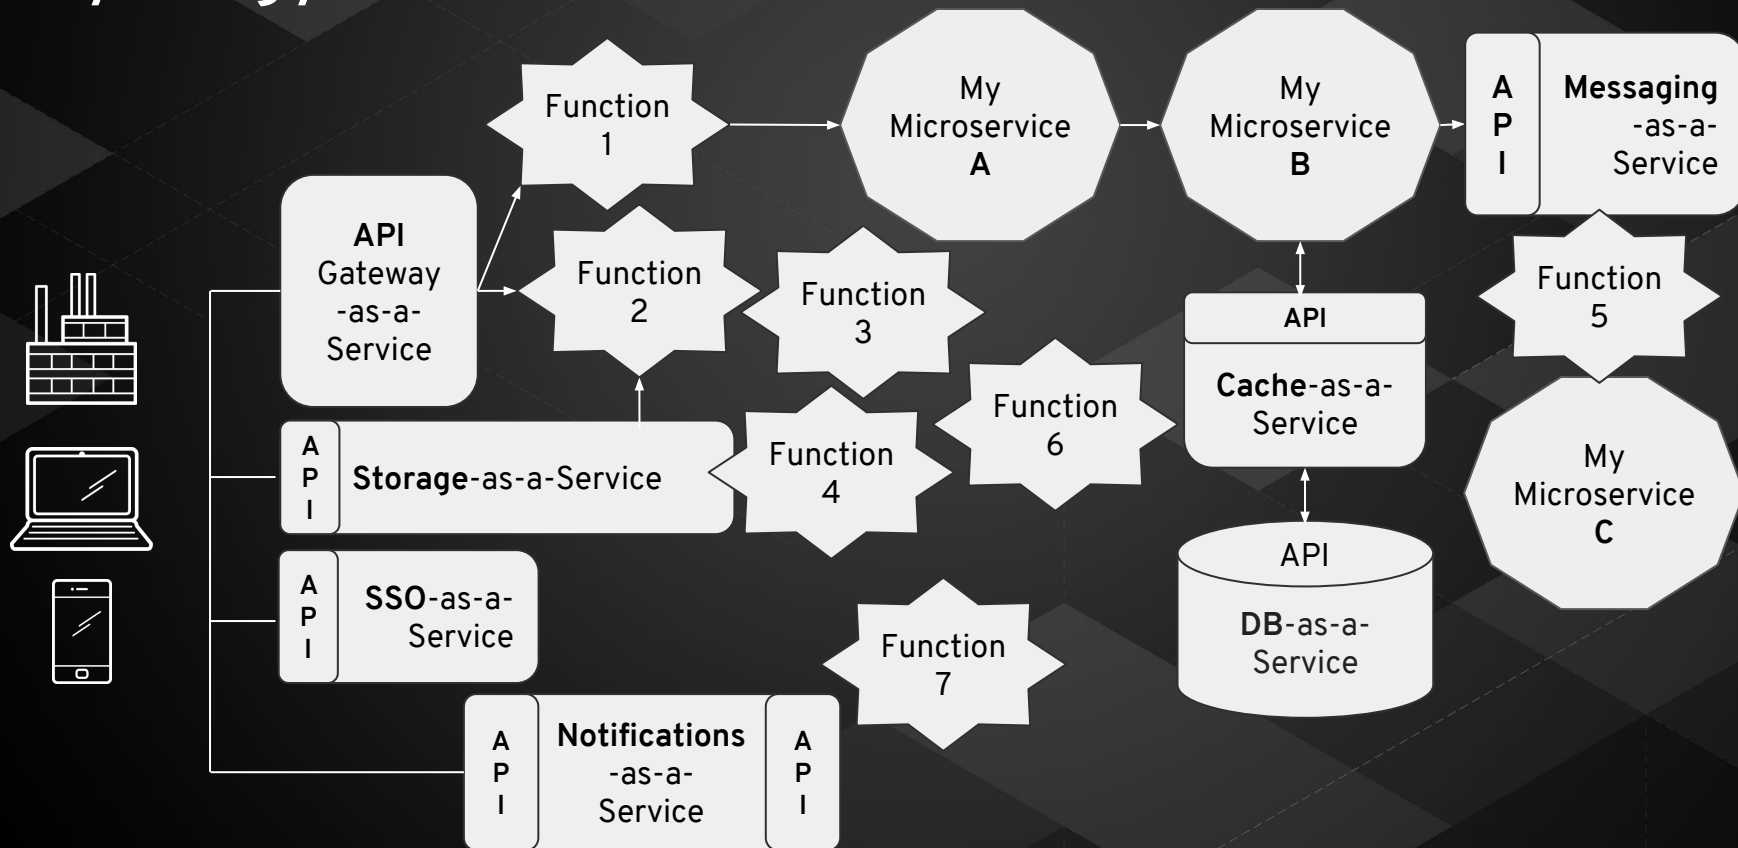 Function
1
My
Microservice
A
My
Microservice
B
A
P
I
Messaging
-as-a-
Service
API
Gateway
-as-a-
Service
Function
2
Function
3
Function
5
API
Cache-as-a-
Service
Function
6
A
P
I
Storage-as-a-Service
Function
4
My
Microservice
C
API
DB-as-a-
Service
A
P
I
SSO-as-a-
Service
Function
7
A
P
I
Notifications
-as-a-
Service
A
P
I